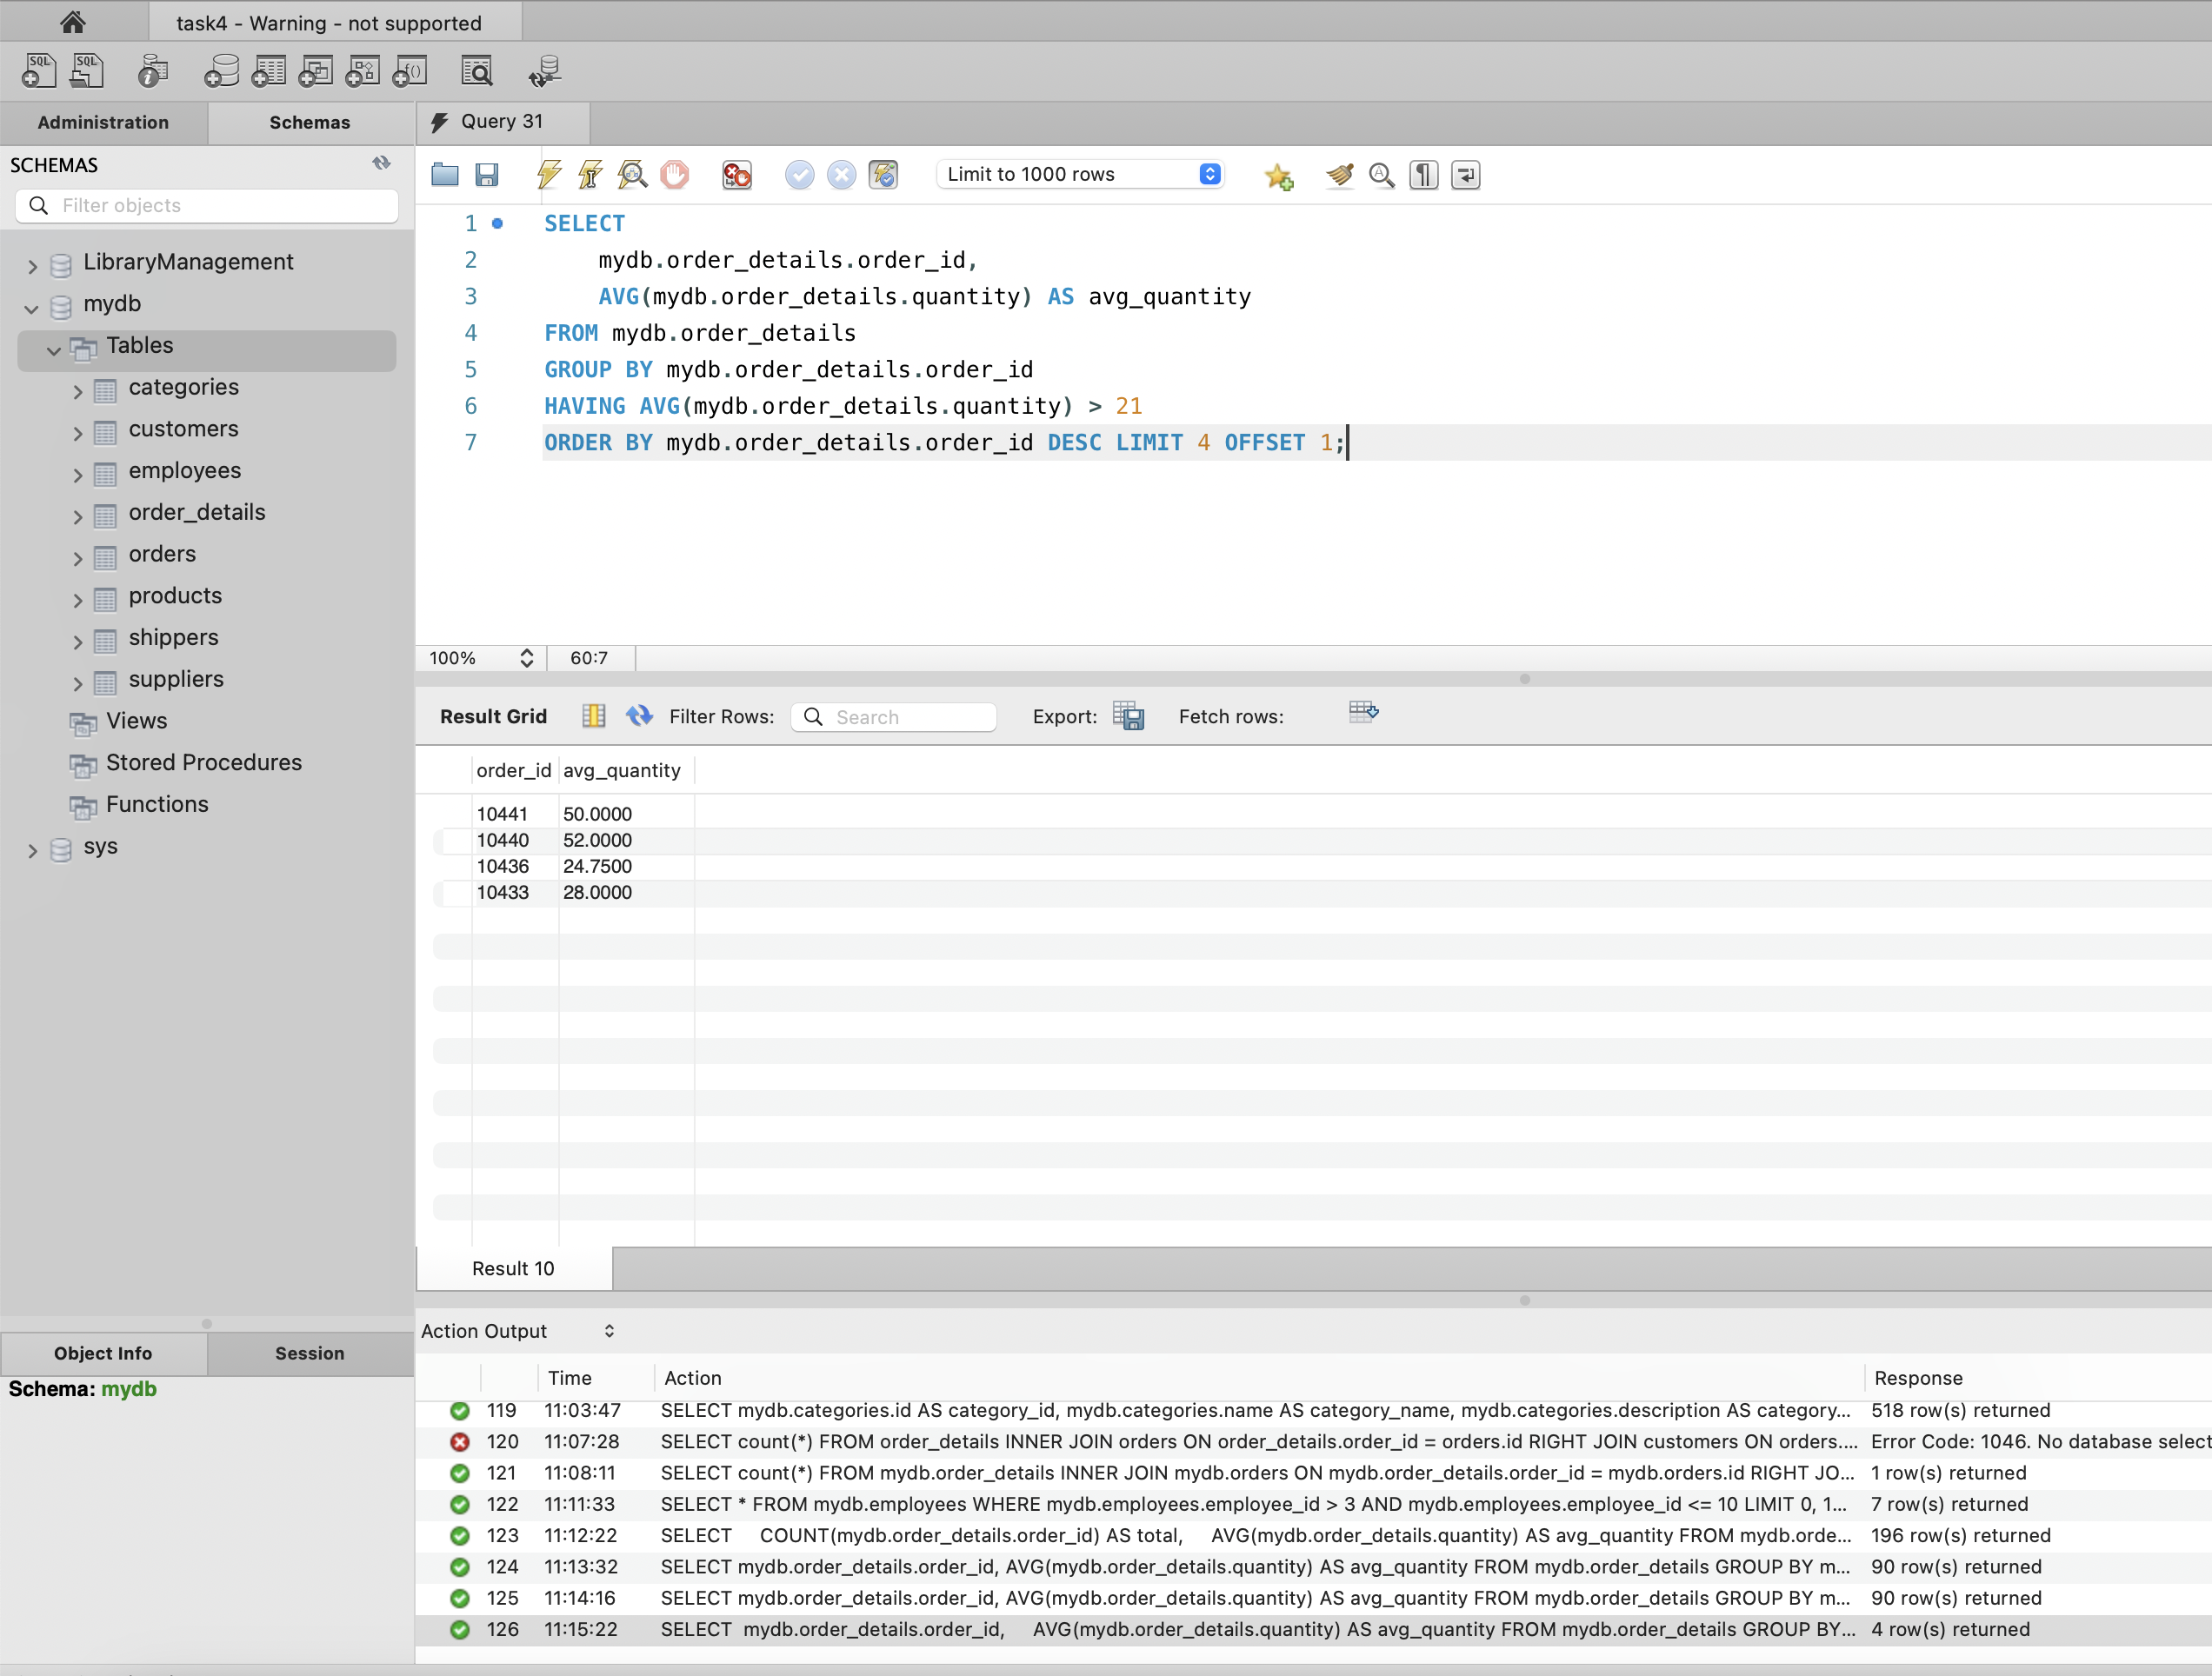 task4 - Warning - not supported
SQL SQL
Administration Schemas Query 31
SCHEMAS
Filter objects
Limit to 1000 rows
LibraryManagement
mydb
Tables
categories
customers
employees
order_details
orders
products
shippers
suppliers
Views
Stored Procedures
Functions
sys
1 SELECT
2 mydb.order_details.order_id,
3 AVG(mydb.order_details.quantity) AS avg_quantity
4 FROM mydb.order_details
5 GROUP BY mydb.order_details.order_id
6 HAVING AVG(mydb.order_details.quantity) > 21
7 ORDER BY mydb.order_details.order_id DESC LIMIT 4 OFFSET 1;
100% 60:7
Result Grid Filter Rows: Search Export: Fetch rows:
order_id avg_quantity
10441 50.0000
10440 52.0000
10436 24.7500
10433 28.0000
Result 10
Object Info Session
Schema: mydb
Action Output
Time Action Response
119 11:03:47 SELECT mydb.categories.id AS category_id, mydb.categories.name AS category_name, mydb.categories.description AS category... 518 row(s) returned
120 11:07:28 SELECT count(*) FROM order_details INNER JOIN orders ON order_details.order_id = orders.id RIGHT JOIN customers ON orders.... Error Code: 1046. No database select
121 11:08:11 SELECT count(*) FROM mydb.order_details INNER JOIN mydb.orders ON mydb.order_details.order_id = mydb.orders.id RIGHT JO... 1 row(s) returned
122 11:11:33 SELECT * FROM mydb.employees WHERE mydb.employees.employee_id > 3 AND mydb.employees.employee_id <= 10 LIMIT 0, 1... 7 row(s) returned
123 11:12:22 SELECT COUNT(mydb.order_details.order_id) AS total, AVG(mydb.order_details.quantity) AS avg_quantity FROM mydb.orde... 196 row(s) returned
124 11:13:32 SELECT mydb.order_details.order_id, AVG(mydb.order_details.quantity) AS avg_quantity FROM mydb.order_details GROUP BY m... 90 row(s) returned
125 11:14:16 SELECT mydb.order_details.order_id, AVG(mydb.order_details.quantity) AS avg_quantity FROM mydb.order_details GROUP BY m... 90 row(s) returned
126 11:15:22 SELECT mydb.order_details.order_id, AVG(mydb.order_details.quantity) AS avg_quantity FROM mydb.order_details GROUP BY... 4 row(s) returned